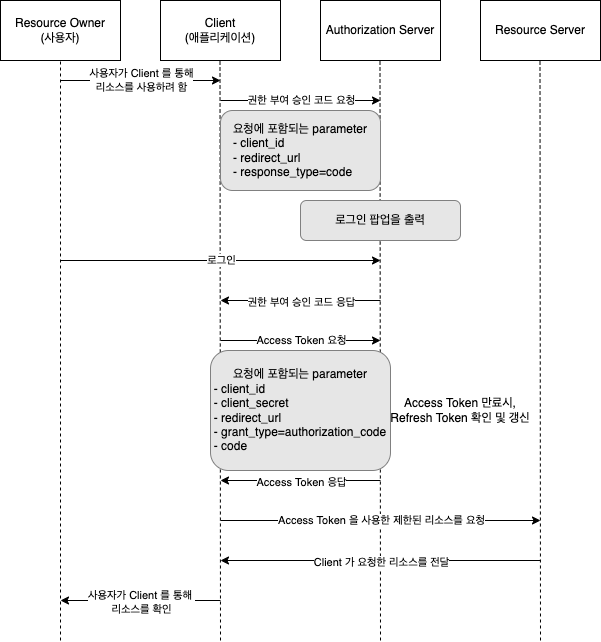 Resource Owner
(사용자)
Client
(애플리케이션)
Authorization Server
Resource Server
사용자가 Client 를 통해
리소스를 사용하려 함
권한 부여 승인 코드 요청
요청에 포함되는 parameter
- client_id
- redirect_url
- response_type=code
로그인 팝업을 출력
로그인
권한 부여 승인 코드 응답
Access Token 요청
요청에 포함되는 parameter
- client_id
- client_secret
- redirect_url
- grant_type=authorization_code
- code
Access Token 만료시,
Refresh Token 확인 및 갱신
Access Token 응답
Access Token 을 사용한 제한된 리소스를 요청
Client 가 요청한 리소스를 전달
사용자가 Client 를 통해
리소스를 확인